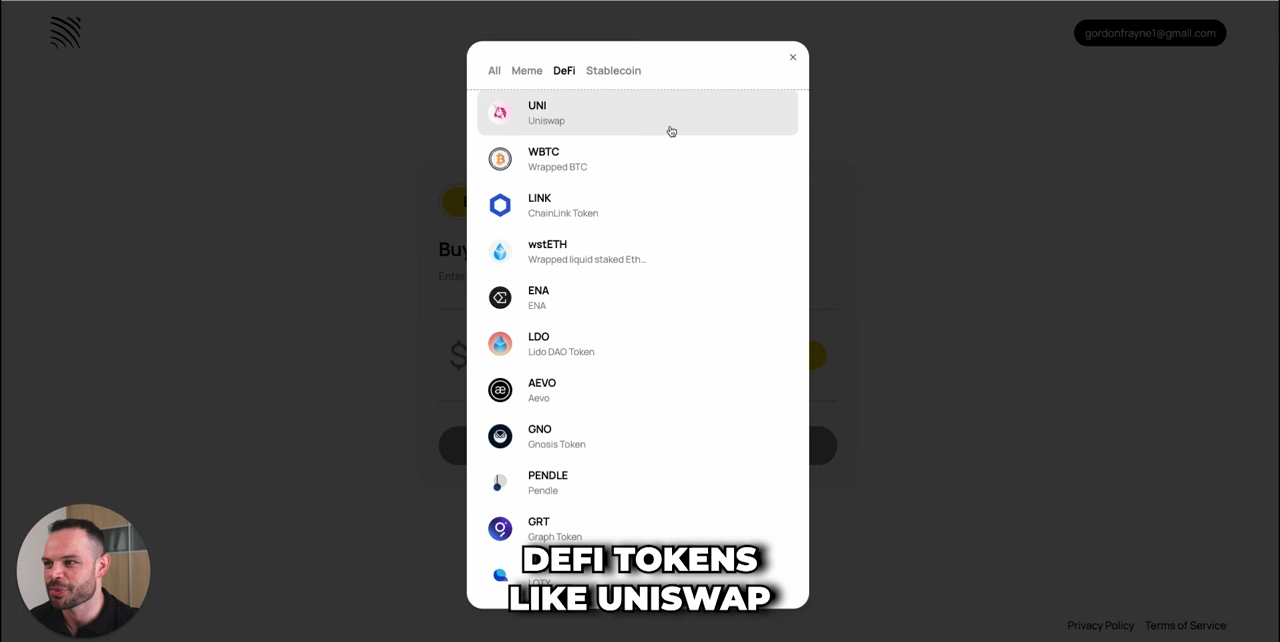 gordonfrayne1@gmail.com
All Meme DeFi Stablecoin
UNI
Uniswap
WBTC
Wrapped BTC
LINK
ChainLink Token
wstETH
Wrapped liquid staked Eth...
ENA
ENA
LDO
Lido DAO Token
AEVO
Aevo
GNO
Gnosis Token
PENDLE
Pendle
GRT
Graph Token
Buy
Enter
$
DEFI TOKENS
LIKE UNISWAP
Privacy Policy Terms of Service